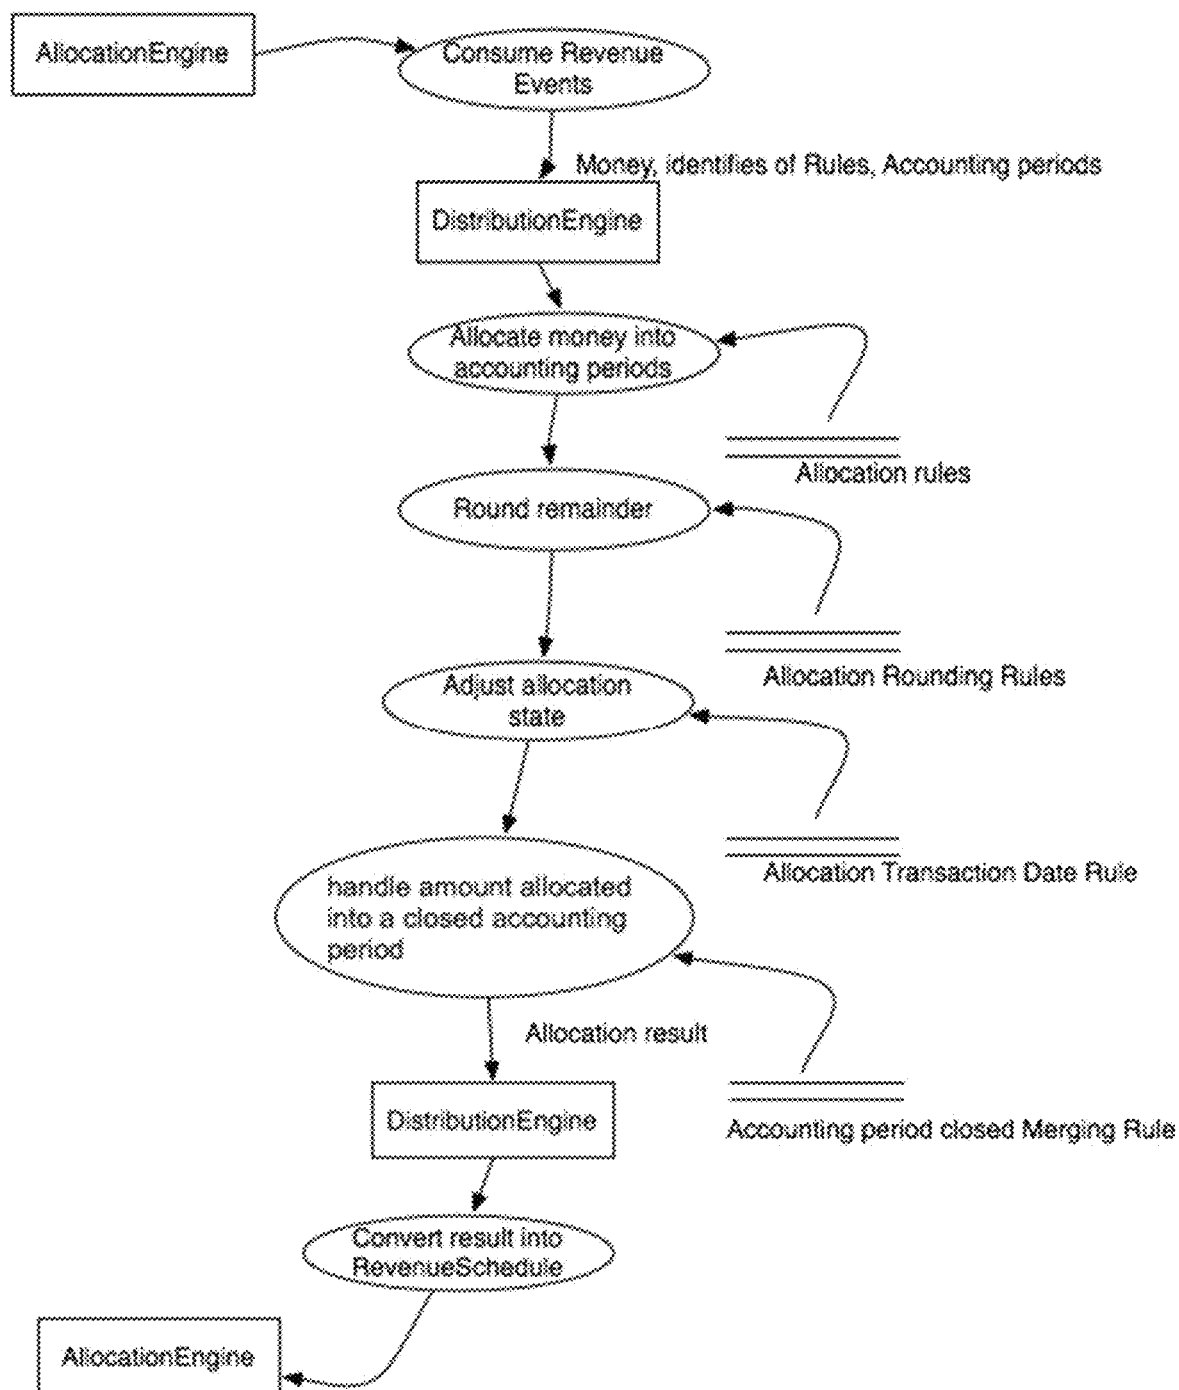 AllocationEngine
Consume Revenue
Events
Money, identifies of Rules, Accounting periods
DistributionEngine
Allocate money into
accounting periods
Allocation rules
Round remainder
Allocation Rounding Rules
Adjust allocation
state
Allocation Transaction Date Rule
handle amount allocated
into a closed accounting
period
Allocation result
DistributionEngine
Accounting period closed Merging Rule
Convert result into
RevenueSchedule
AllocationEngine